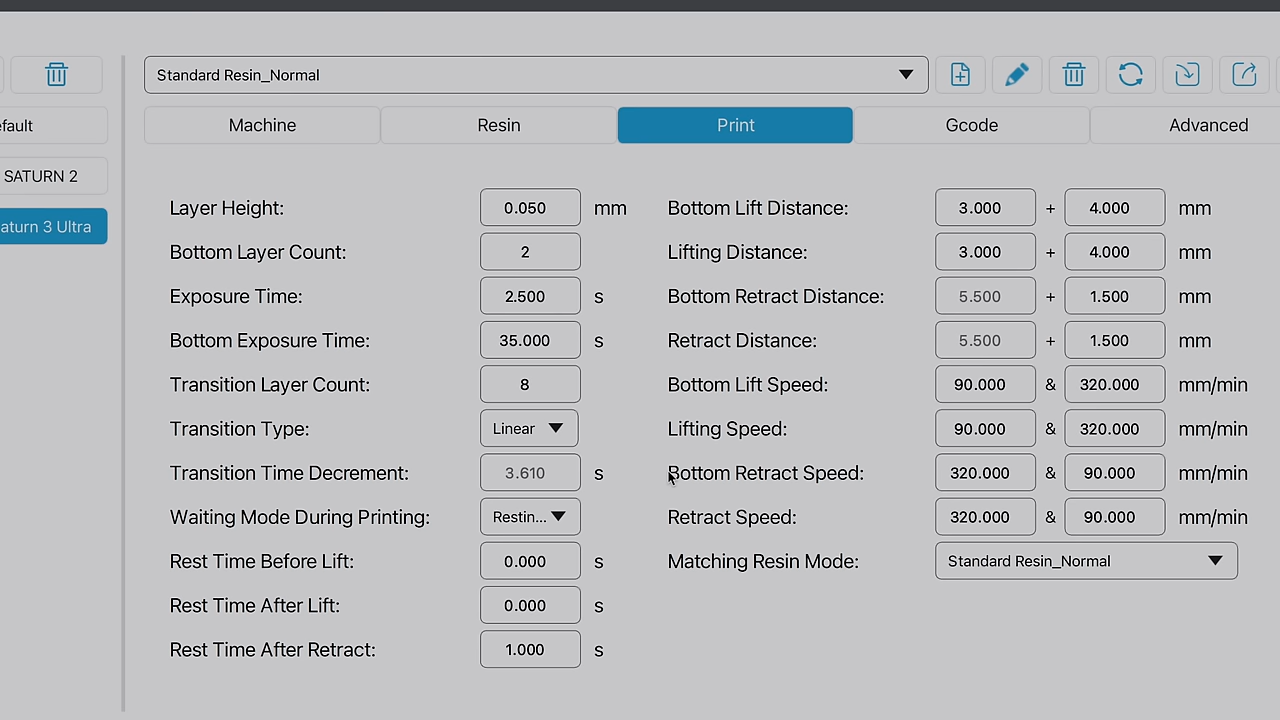 Standard Resin_Normal
efault
SATURN 2
aturn 3 Ultra
Machine
Resin
Print
Gcode
Advanced
Layer Height: 0.050 mm
Bottom Layer Count: 2
Exposure Time: 2.500 s
Bottom Exposure Time: 35.000 s
Transition Layer Count: 8
Transition Type: Linear
Transition Time Decrement: 3.610 s
Waiting Mode During Printing: Restin...
Rest Time Before Lift: 0.000 s
Rest Time After Lift: 0.000 s
Rest Time After Retract: 1.000 s
Bottom Lift Distance: 3.000 + 4.000 mm
Lifting Distance: 3.000 + 4.000 mm
Bottom Retract Distance: 5.500 + 1.500 mm
Retract Distance: 5.500 + 1.500 mm
Bottom Lift Speed: 90.000 & 320.000 mm/min
Lifting Speed: 90.000 & 320.000 mm/min
Bottom Retract Speed: 320.000 & 90.000 mm/min
Retract Speed: 320.000 & 90.000 mm/min
Matching Resin Mode: Standard Resin_Normal